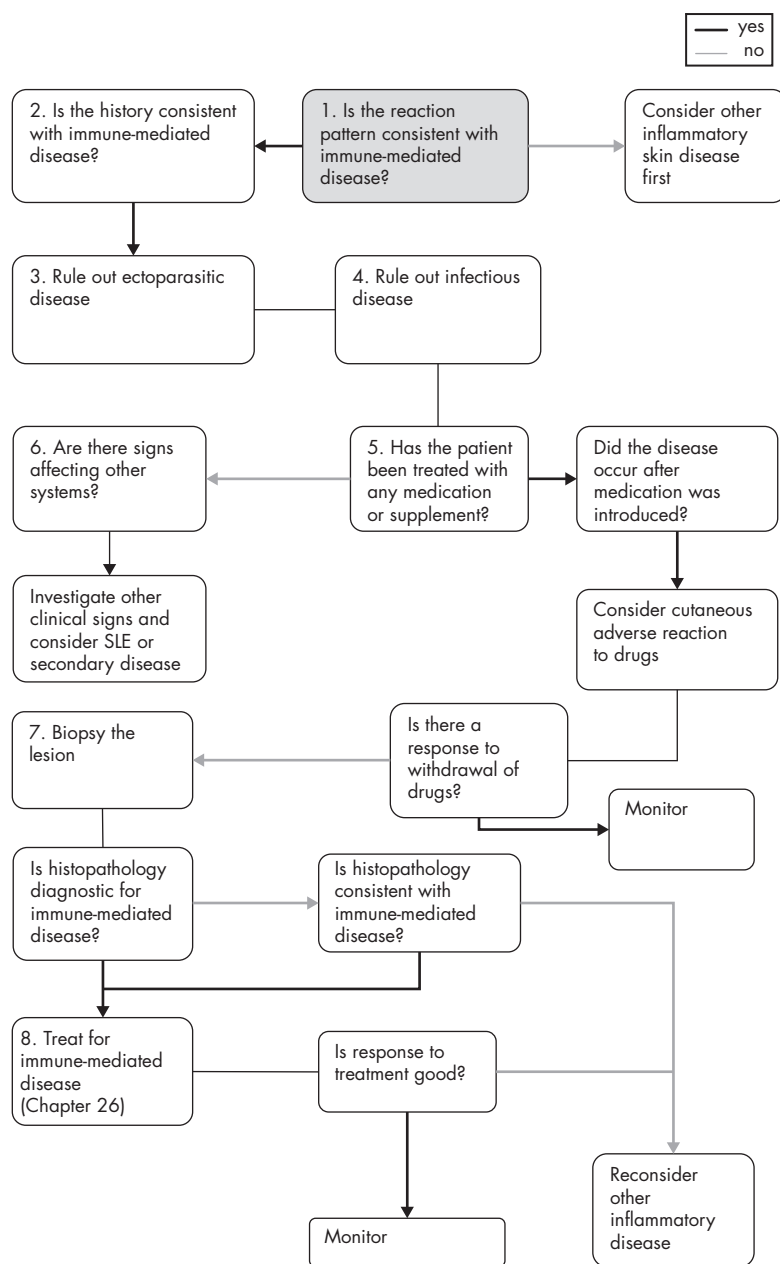 yes
no
2. Is the history consistent
with immune-mediated
disease?
1. Is the reaction
pattern consistent with
immune-mediated
disease?
Consider other
inflammatory
skin disease
first
3. Rule out ectoparasitic
disease
4. Rule out infectious
disease
6. Are there signs
affecting other
systems?
5. Has the patient
been treated with
any medication
or supplement?
Did the disease
occur after
medication was
introduced?
Investigate other
clinical signs and
consider SLE or
secondary disease
Consider cutaneous
adverse reaction
to drugs
7. Biopsy the
lesion
Is there a
response to
withdrawal of
drugs?
Monitor
Is histopathology
diagnostic for
immune-mediated
disease?
Is histopathology
consistent with
immune-mediated
disease?
8. Treat for
immune-mediated
disease
(Chapter 26)
Is response to
treatment good?
Reconsider
other
inflammatory
disease
Monitor